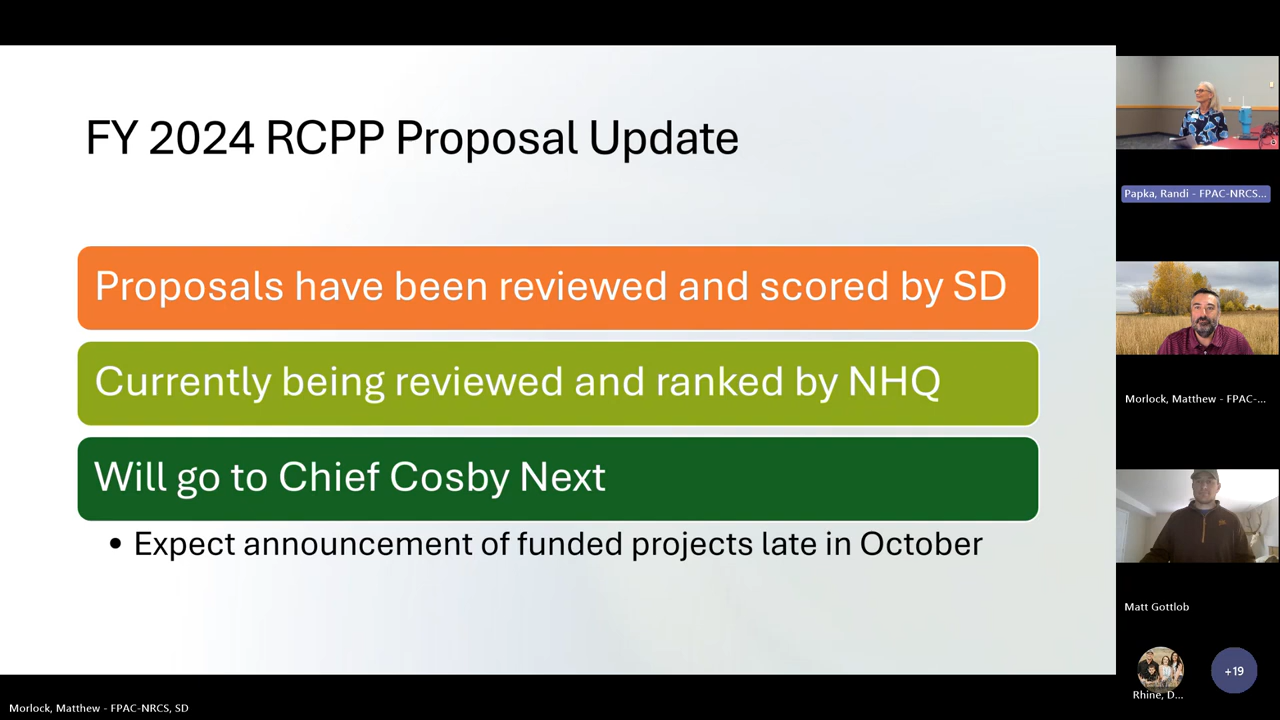 FY 2024 RCPP Proposal Update
Proposals have been reviewed and scored by SD
Currently being reviewed and ranked by NHQ
Will go to Chief Cosby Next
• Expect announcement of funded projects late in October
Papka, Randi - FPAC-NRCS...
Morlock, Matthew - FPAC-...
Matt Gottlob
Rhine, D...
+19
Morlock, Matthew - FPAC-NRCS, SD